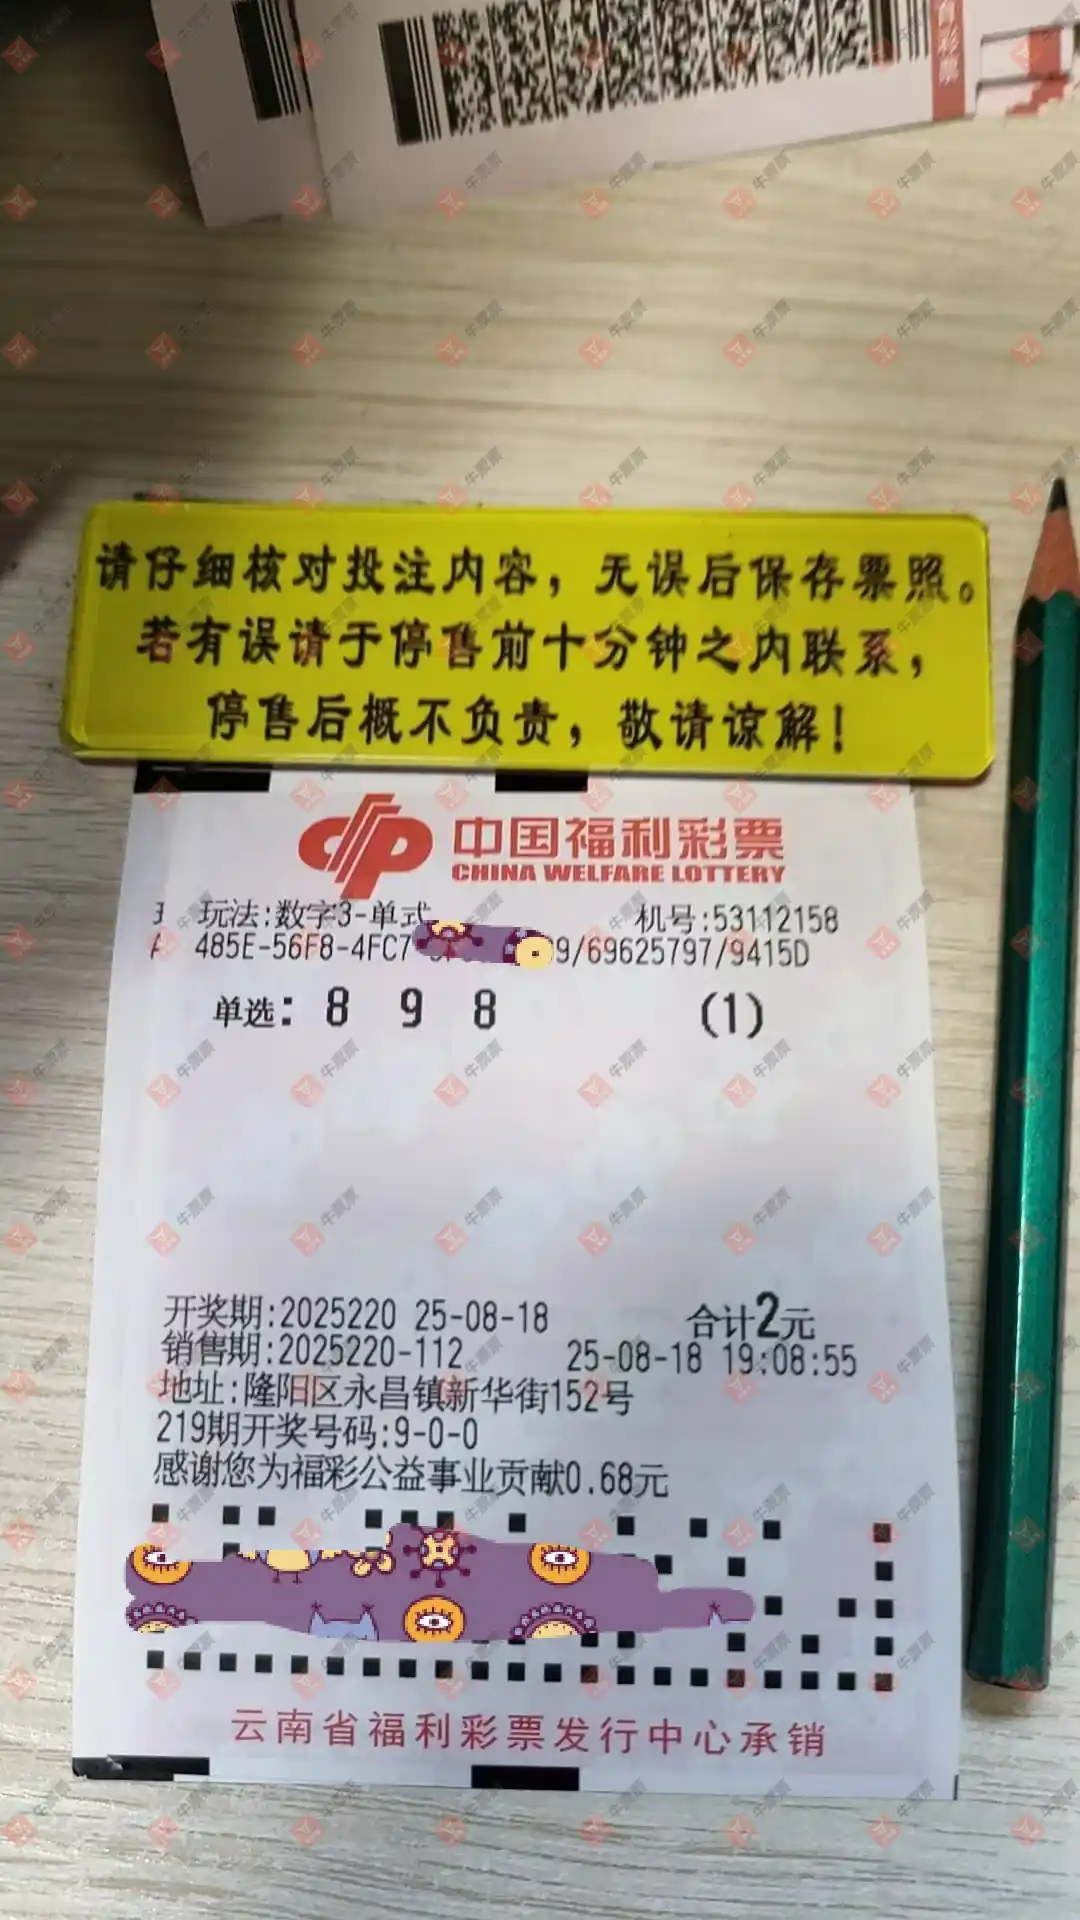 请仔细核对投注内容，无误后保存票照。
若有误请于停售前十分钟之内联系，
停售后概不负责，敬请谅解！
中国福利彩票
CHINA WELFARE LOTTERY
玩法:数字3-单式 机号:53112158
485E-56F8-4FC7 9/69625797/9415D
单选: 8 9 8 (1)
开奖期:2025220 25-08-18 合计2元
销售期:2025220-112 25-08-18 19:08:55
地址:隆阳区永昌镇新华街152号
219期开奖号码:9-0-0
感谢您为福彩公益事业贡献0.68元
云南省福利彩票发行中心承销
牛票票